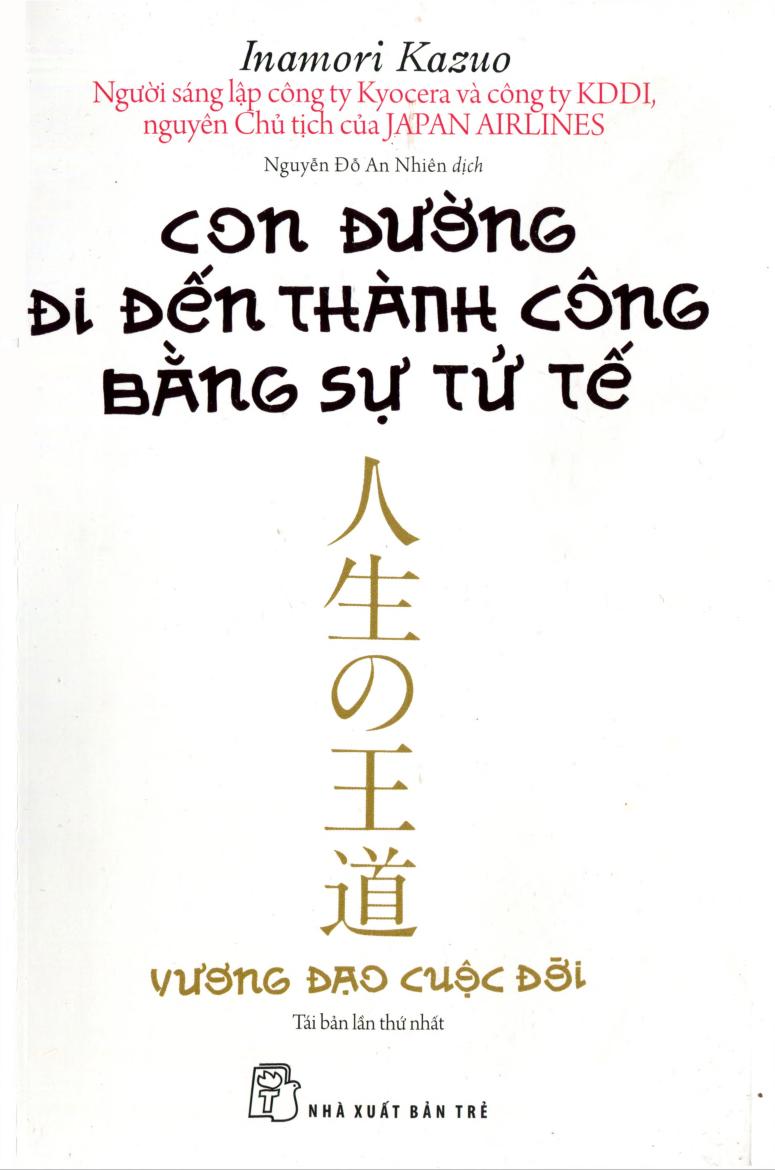 Inamori Kazuo
Người sáng lập công ty Kyocera và công ty KDDI,
nguyên Chủ tịch của JAPAN AIRLINES
Nguyễn Đỗ An Nhiên dịch
CON ĐƯỜNG
ĐI ĐẾN THÀNH CÔNG
BẰNG SỰ TỬ TẾ
人生の王道
VƯƠNG ĐẠO CUỘC ĐỜI
Tái bản lần thứ nhất
T
NHÀ XUẤT BẢN TRẺ